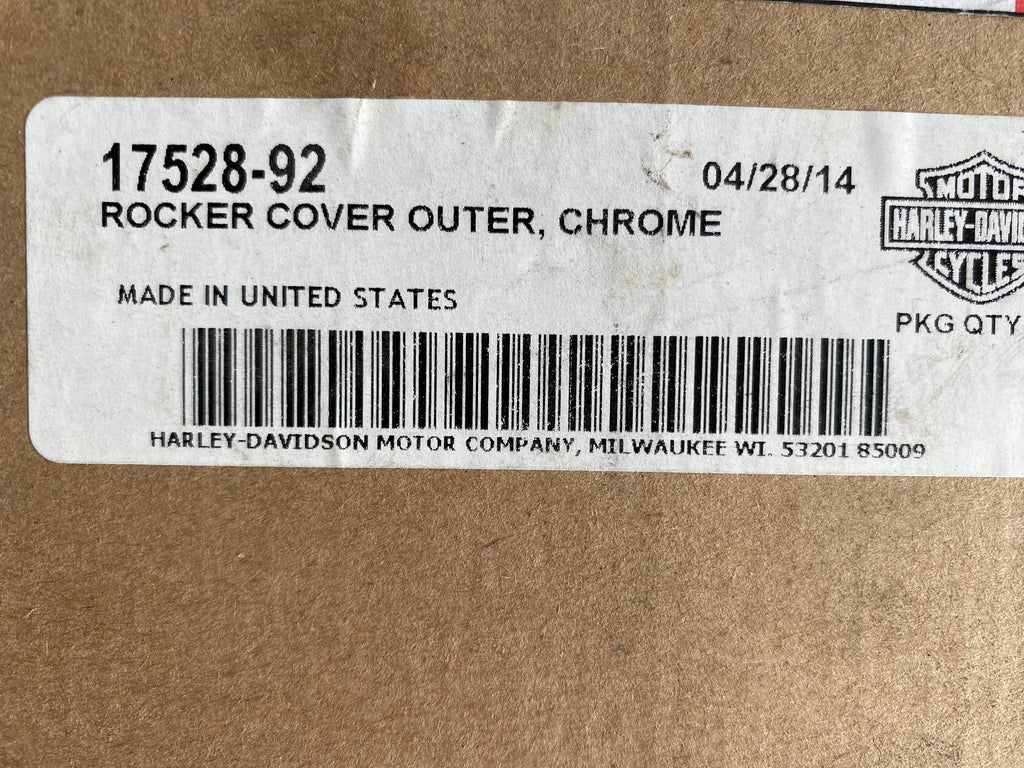 17528-92
04/28/14
ROCKER COVER OUTER, CHROME
MOTOR
HARLEY-DAVID
CYCLES
MADE IN UNITED STATES
PKG QTY
HARLEY-DAVIDSON MOTOR COMPANY, MILWAUKEE WI. 53201 85009